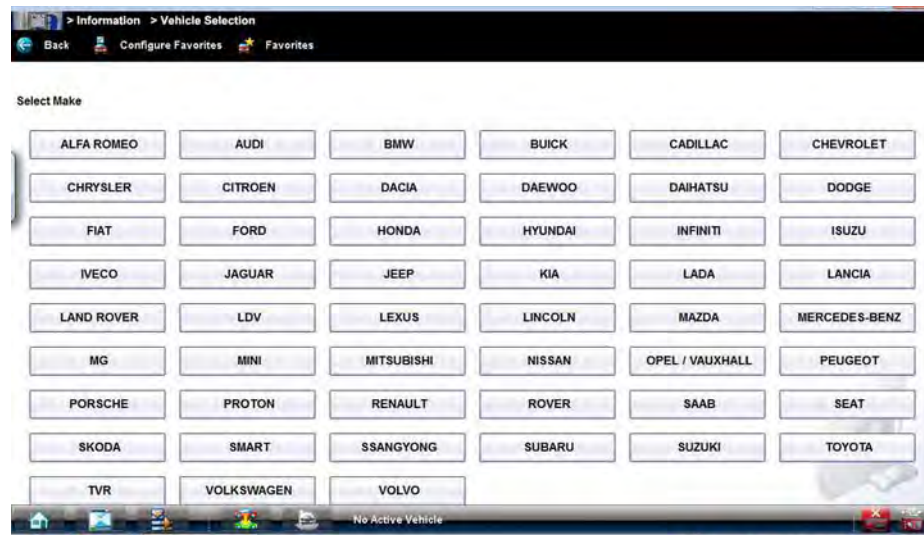 > Information > Vehicle Selection
Back Configure Favorites Favorites
Select Make
ALFA ROMEO AUDI BMW BUICK CADILLAC CHEVROLET
CHRYSLER CITROEN DACIA DAEWOO DAIHATSU DODGE
FIAT FORD HONDA HYUNDAI INFINITI ISUZU
IVECO JAGUAR JEEP KIA LADA LANCIA
LAND ROVER LDV LEXUS LINCOLN MAZDA MERCEDES-BENZ
MG MINI MITSUBISHI NISSAN OPEL / VAUXHALL PEUGEOT
PORSCHE PROTON RENAULT ROVER SAAB SEAT
SKODA SMART SSANGYONG SUBARU SUZUKI TOYOTA
TVR VOLKSWAGEN VOLVO
No Active Vehicle